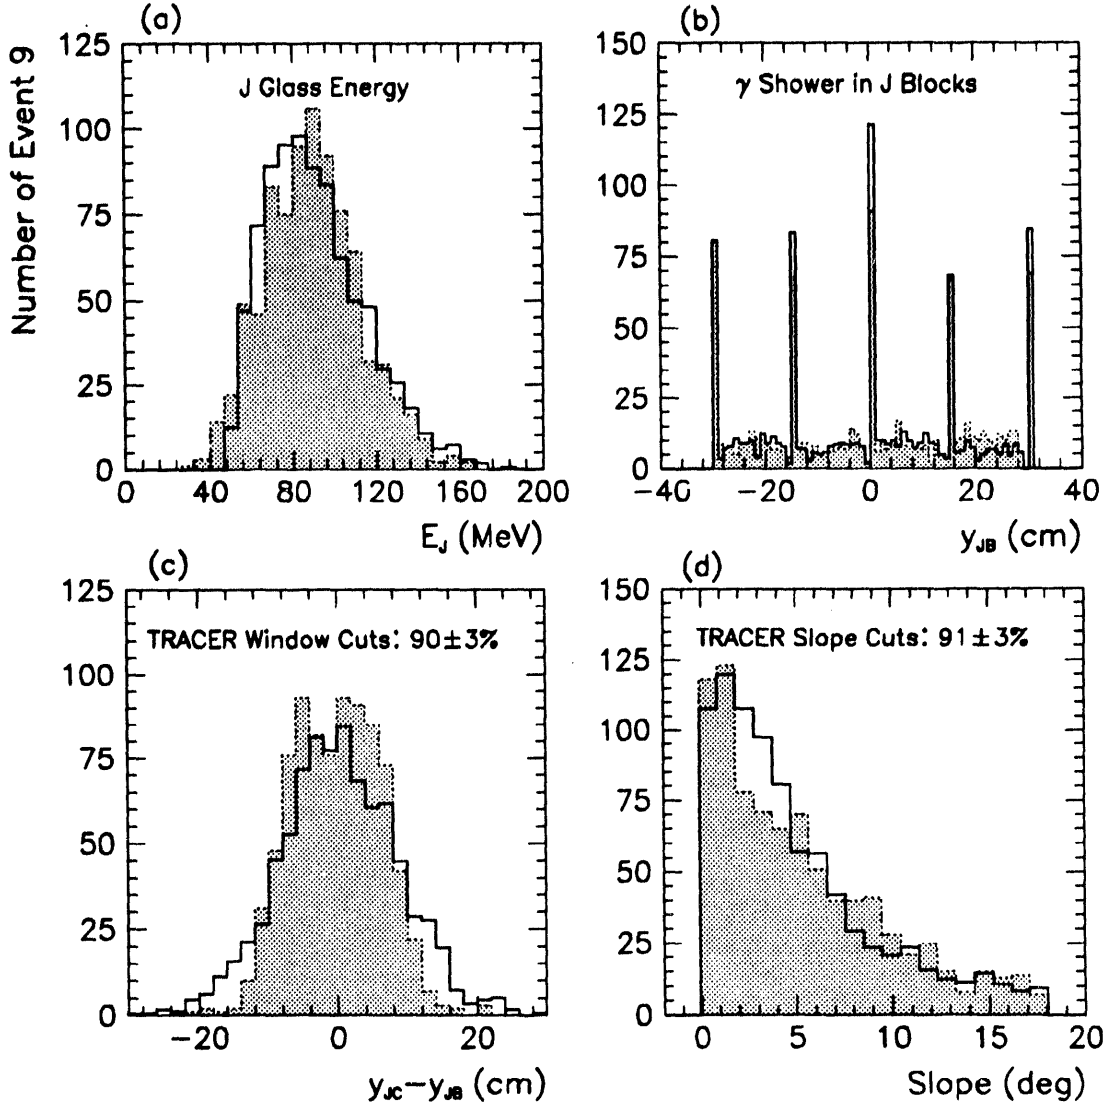 (a)
Number of Event 9
125
100
75
50
25
0
J Glass Energy
0 40 80 120 160 200
E_J (MeV)
(b)
150
125
100
75
50
25
0
γ Shower in J Blocks
−40 −20 0 20 40
y_JB (cm)
(c)
125
100
75
50
25
0
TRACER Window Cuts: 90±3%
−20 0 20
y_JC−y_JB (cm)
(d)
150
125
100
75
50
25
0
TRACER Slope Cuts: 91±3%
0 5 10 15 20
Slope (deg)